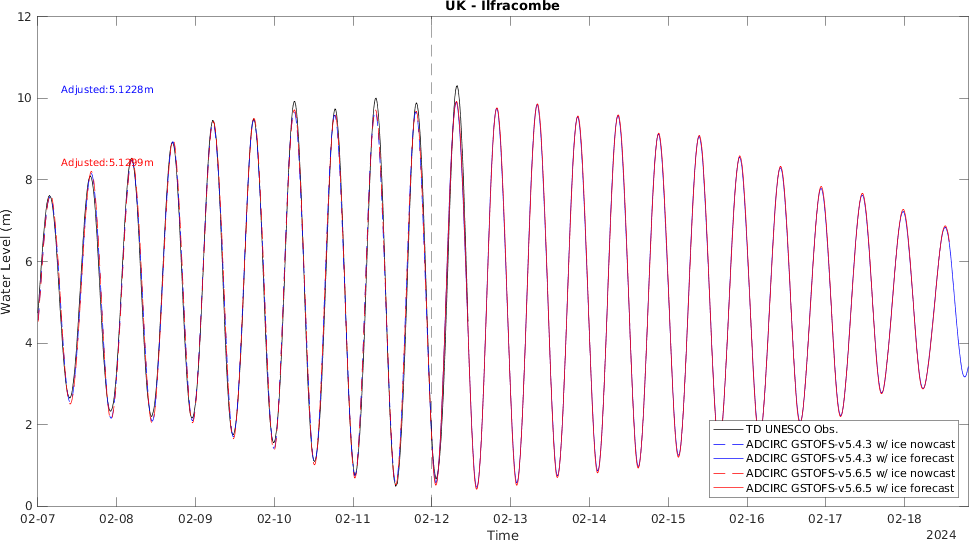 UK - Ilfracombe
12
10
8
6
4
2
0
Water Level (m)
Adjusted:5.1228m
Adjusted:5.1299m
TD UNESCO Obs.
ADCIRC GSTOFS-v5.4.3 w/ ice nowcast
ADCIRC GSTOFS-v5.4.3 w/ ice forecast
ADCIRC GSTOFS-v5.6.5 w/ ice nowcast
ADCIRC GSTOFS-v5.6.5 w/ ice forecast
02-07 02-08 02-09 02-10 02-11 02-12 02-13 02-14 02-15 02-16 02-17 02-18
Time
2024